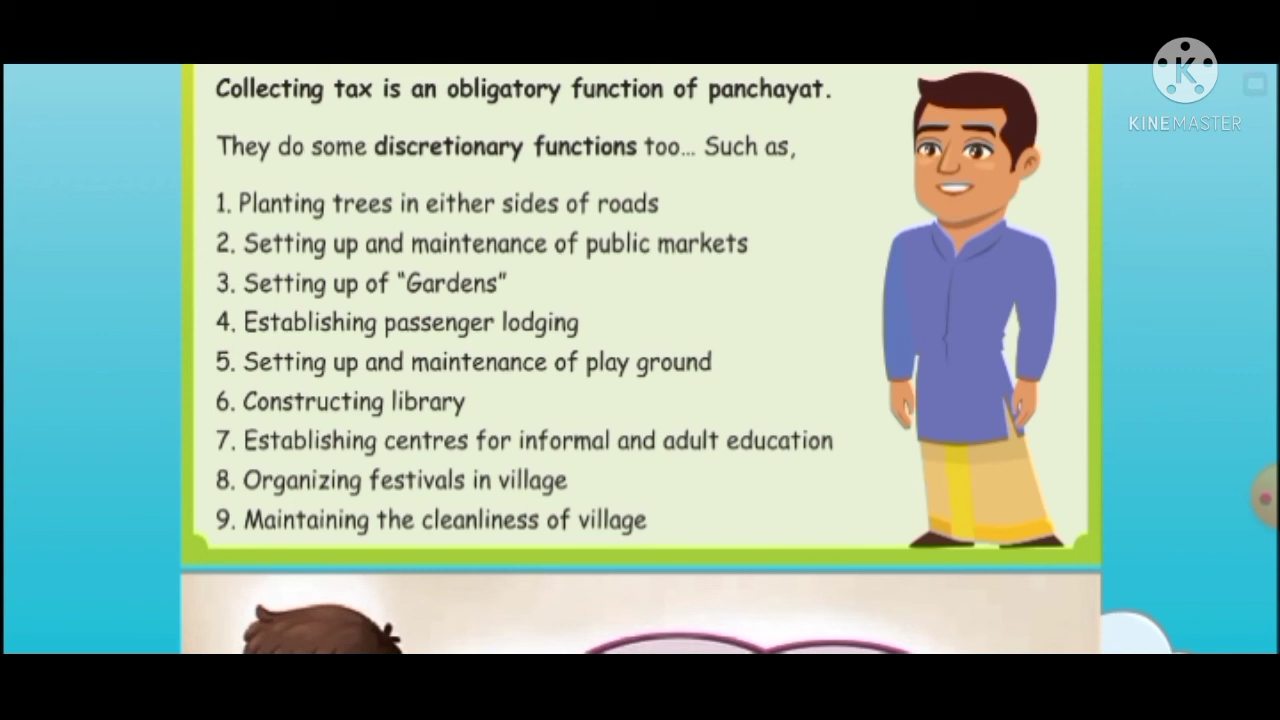 KINEMASTER
Collecting tax is an obligatory function of panchayat.
They do some discretionary functions too... Such as,
1. Planting trees in either sides of roads
2. Setting up and maintenance of public markets
3. Setting up of “Gardens”
4. Establishing passenger lodging
5. Setting up and maintenance of play ground
6. Constructing library
7. Establishing centres for informal and adult education
8. Organizing festivals in village
9. Maintaining the cleanliness of village